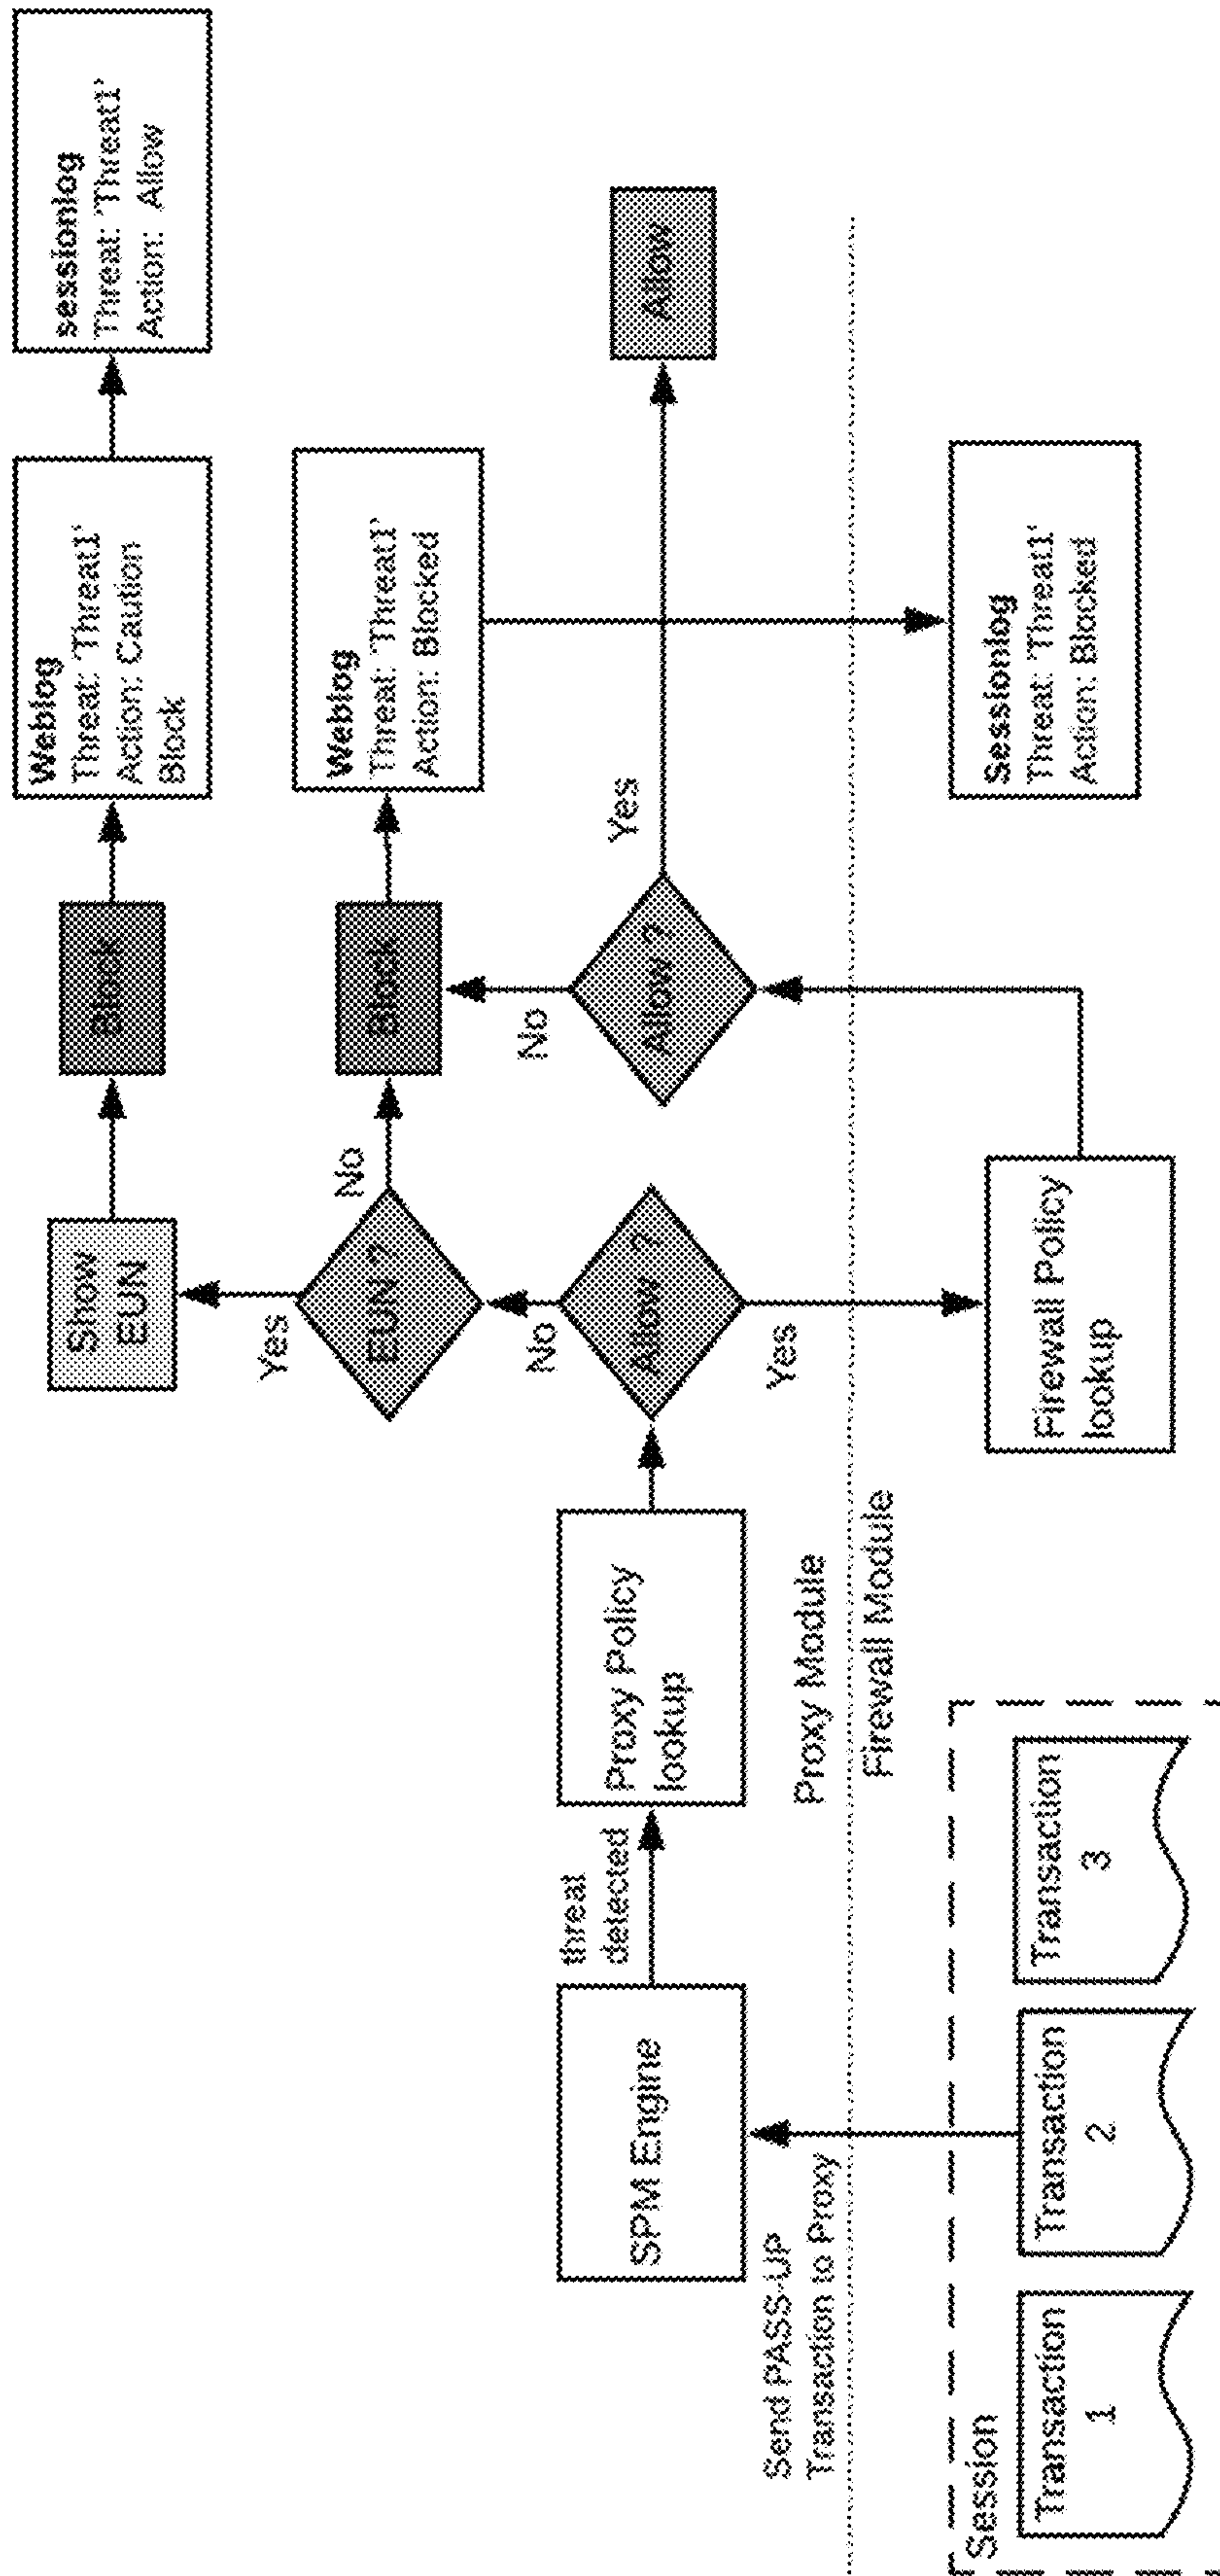 Show
EUN
Block
Weblog
Threat: 'Threat1'
Action: Caution
Block
sessionlog
Threat: 'Threat1'
Action: Allow
Yes
EUN ?
No
Block
Weblog
Threat: 'Threat1'
Action: Blocked
No
No
SPM Engine
threat
detected
Proxy Policy
lookup
Allow ?
Allow ?
Yes
Allow
Yes
Send PASS-UP
Transaction to Proxy
Proxy Module
Firewall Module
Session
Transaction
1
Transaction
2
Transaction
3
Firewall Policy
lookup
Sessionlog
Threat: 'Threat1'
Action: Blocked